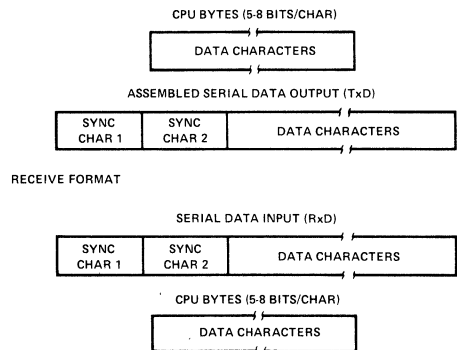 CPU BYTES (5-8 BITS/CHAR)
DATA CHARACTERS
ASSEMBLED SERIAL DATA OUTPUT (TxD)
SYNC CHAR 1 SYNC CHAR 2 DATA CHARACTERS
RECEIVE FORMAT
SERIAL DATA INPUT (RxD)
SYNC CHAR 1 SYNC CHAR 2 DATA CHARACTERS
CPU BYTES (5-8 BITS/CHAR)
DATA CHARACTERS